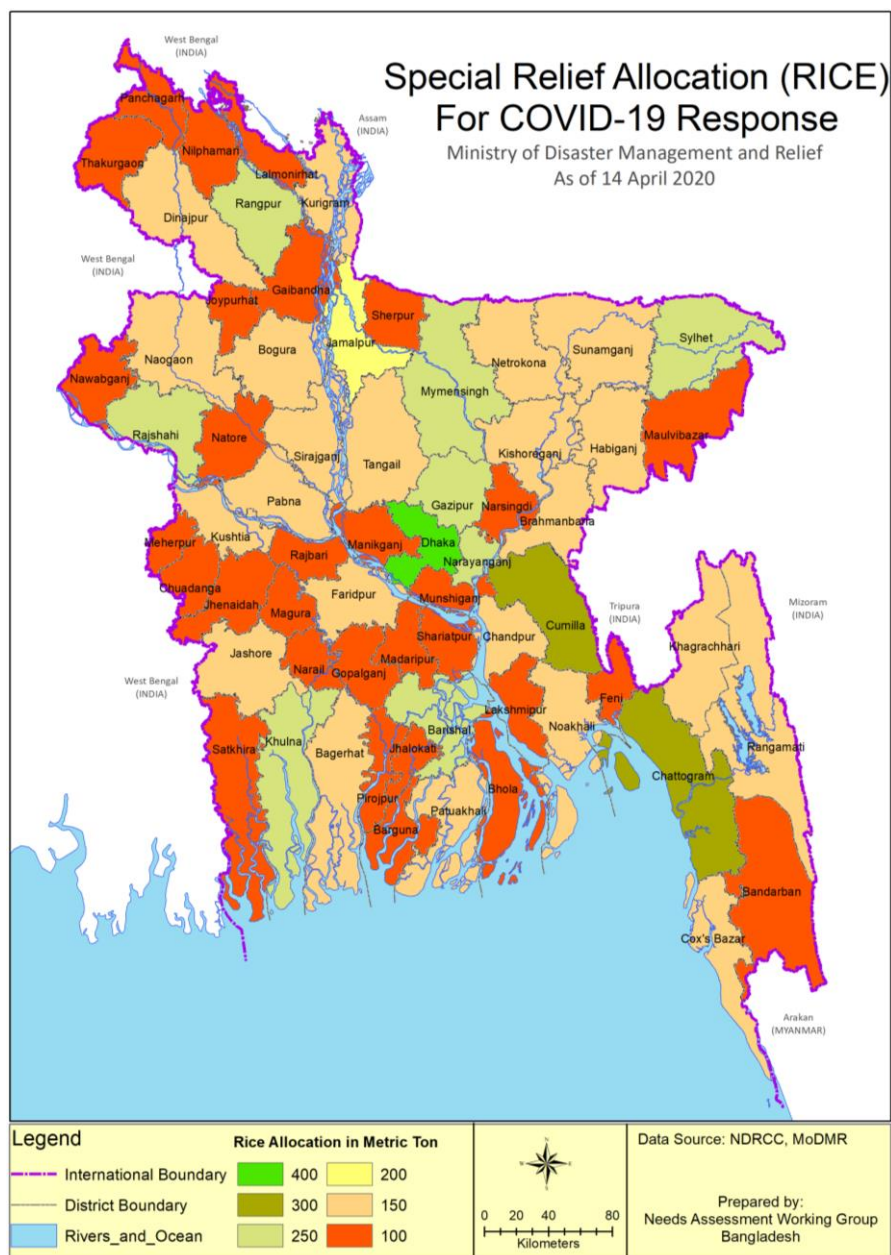 Special Relief Allocation (RICE)
For COVID-19 Response
Ministry of Disaster Management and Relief
As of 14 April 2020
West Bengal
(INDIA)
Assam
(INDIA)
Panchagarh
Thakurgaon
Nilphamari
Lalmonirhat
Dinajpur
Rangpur
Kurigram
West Bengal
(INDIA)
Gaibandha
Joypurhat
Sherpur
Jamalpur
Naogaon
Bogura
Netrokona
Sunamganj
Sylhet
Nawabganj
Mymensingh
Rajshahi
Natore
Maulvibazar
Sirajganj
Tangail
Kishoreganj
Habiganj
Pabna
Gazipur
Narsingdi
Brahmanbaria
Kushtia
Meherpur
Rajbari
Manikganj
Dhaka
Narayanganj
Chuadanga
Jhenaidah
Magura
Faridpur
Munshiganj
Cumilla
Tripura
(INDIA)
Mizoram
(INDIA)
Shariatpur
Chandpur
Khagrachhari
Jashore
Narail
Gopalganj
Madaripur
West Bengal
(INDIA)
Feni
Lakshmipur
Noakhali
Satkhira
Khulna
Bagerhat
Jhalokati
Barishal
Rangamati
Chattogram
Pirojpur
Bhola
Patuakhali
Barguna
Bandarban
Cox's Bazar
Arakan
(MYANMAR)
Legend
International Boundary
District Boundary
Rivers_and_Ocean
Rice Allocation in Metric Ton
400 200
300 150
250 100
N
W E
S
0 20 40 80
Kilometers
Data Source: NDRCC, MoDMR
Prepared by:
Needs Assessment Working Group
Bangladesh